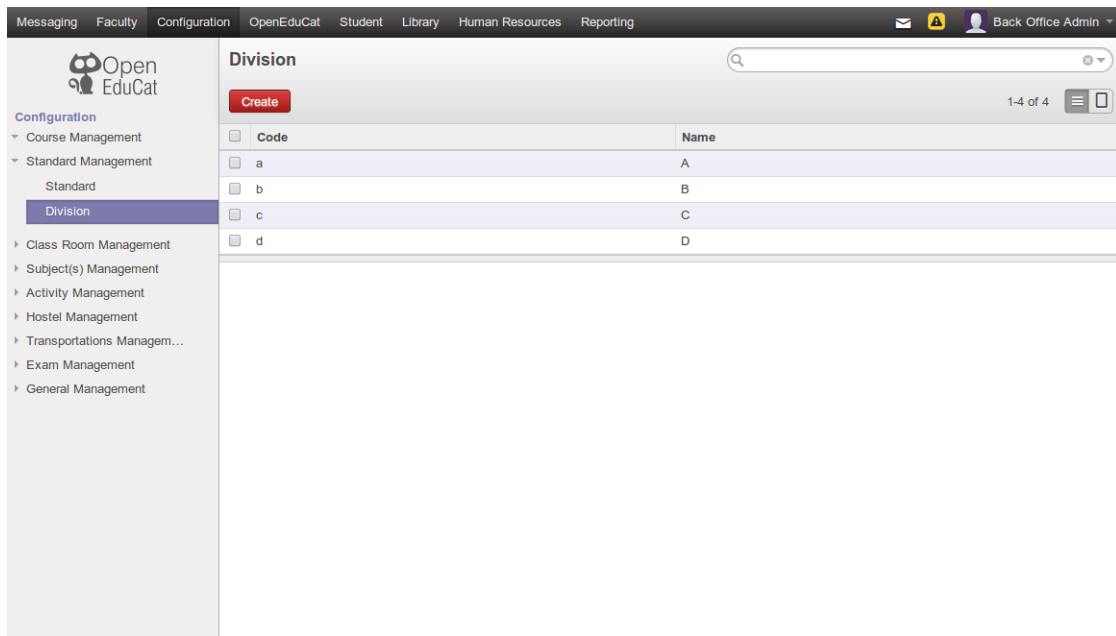 Messaging Faculty Configuration OpenEduCat Student Library Human Resources Reporting Back Office Admin
Open
EduCat
Configuration
Course Management
Standard Management
Standard
Division
Class Room Management
Subject(s) Management
Activity Management
Hostel Management
Transportations Managem...
Exam Management
General Management
Division
Create 1-4 of 4
Code Name
a A
b B
c C
d D